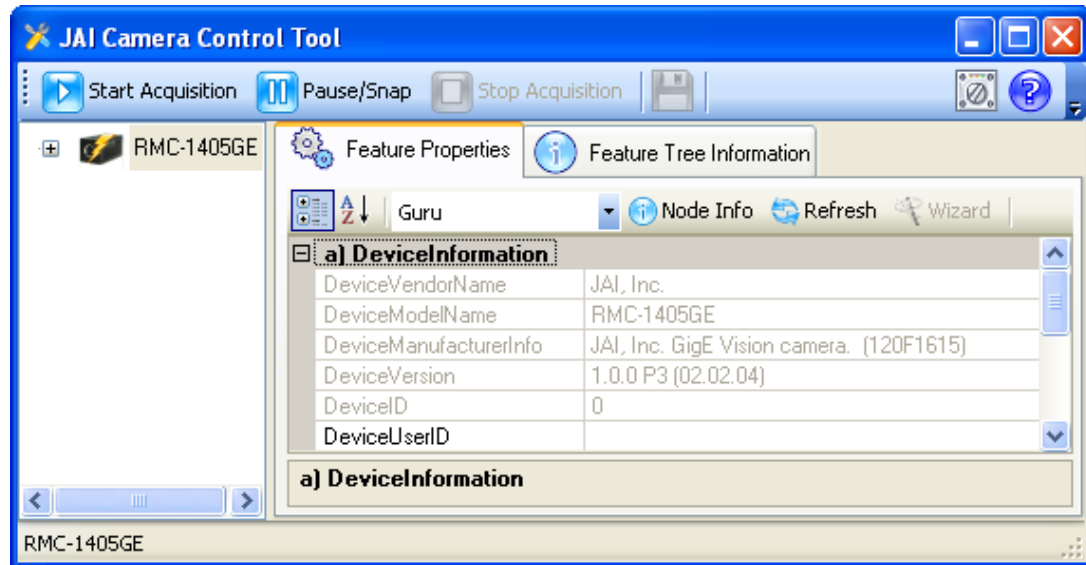 JAI Camera Control Tool
Start Acquisition Pause/Snap Stop Acquisition
RMC-1405GE
Feature Properties Feature Tree Information
A Z Guru Node Info Refresh Wizard
a) DeviceInformation
DeviceVendorName JAI, Inc.
DeviceModelName RMC-1405GE
DeviceManufacturerInfo JAI, Inc. GigE Vision camera. (120F1615)
DeviceVersion 1.0.0 P3 (02.02.04)
DeviceID 0
DeviceUserID
a) DeviceInformation
RMC-1405GE